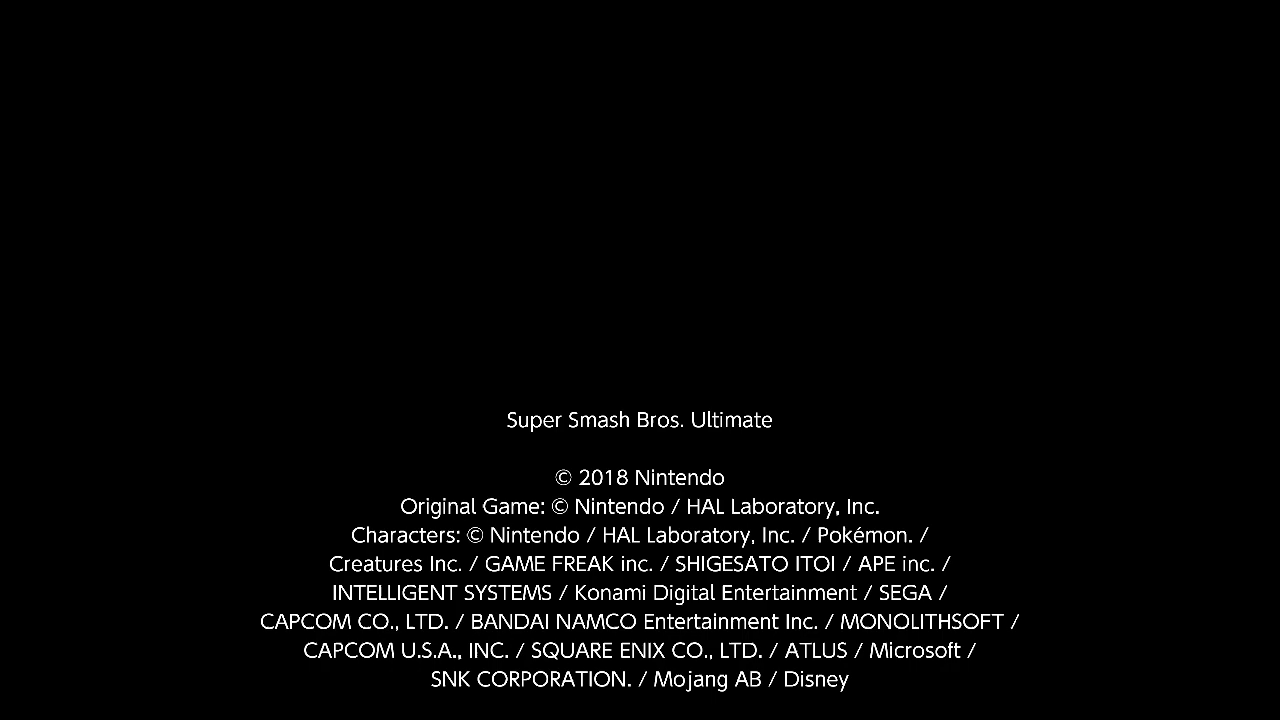 Super Smash Bros. Ultimate
© 2018 Nintendo
Original Game: © Nintendo / HAL Laboratory, Inc.
Characters: © Nintendo / HAL Laboratory, Inc. / Pokémon. /
Creatures Inc. / GAME FREAK inc. / SHIGESATO ITOI / APE inc. /
INTELLIGENT SYSTEMS / Konami Digital Entertainment / SEGA /
CAPCOM CO., LTD. / BANDAI NAMCO Entertainment Inc. / MONOLITHSOFT /
CAPCOM U.S.A., INC. / SQUARE ENIX CO., LTD. / ATLUS / Microsoft /
SNK CORPORATION. / Mojang AB / Disney